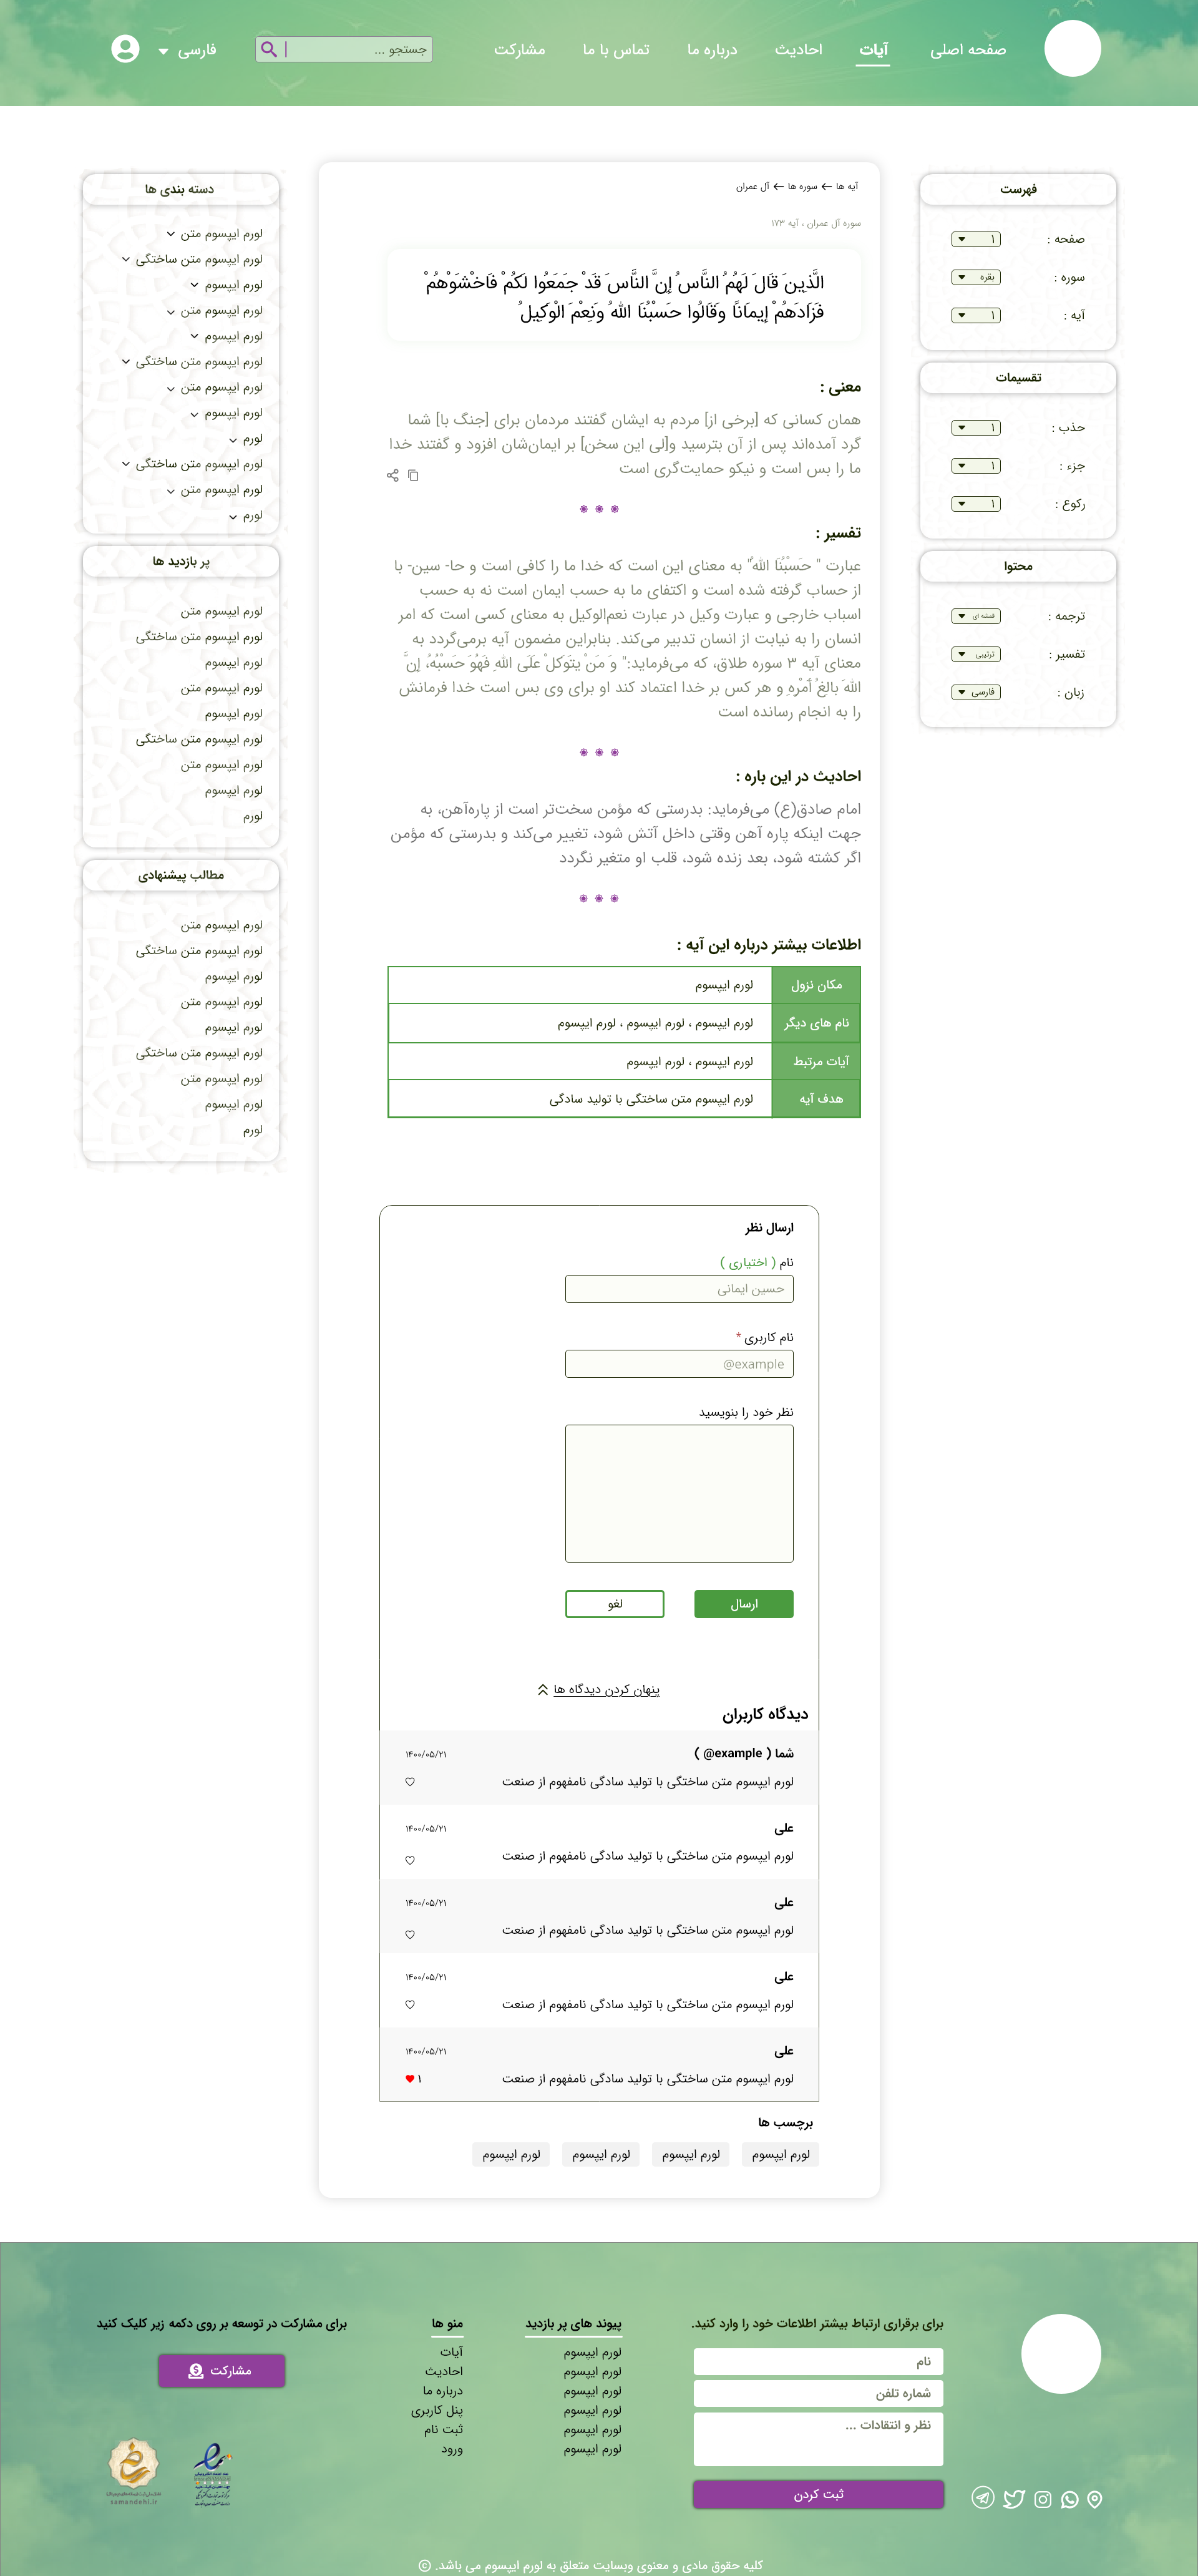 صفحه اصلی
آیات
احادیث
درباره ما
تماس با ما
مشارکت
جستجو ...
فارسی
فهرست
صفحه : ۱
سوره : بقره
آیه : ۱
تقسیمات
حذب : ۱
جزء : ۱
رکوع : ۱
محتوا
ترجمه :
تفسیر : ترتیبی
زبان : فارسی
آیه ها ← سوره ها ← آل عمران
سوره آل عمران ، آیه ۱۷۳
الَّذِینَ قَالَ لَهُمُ النَّاسُ إِنَّ النَّاسَ قَدْ جَمَعُوا لَکُمْ فَاخْشَوْهُمْ
فَزَادَهُمْ إِیمَانًا وَقَالُوا حَسْبُنَا اللهُ وَنِعْمَ الْوَکِیلُ
معنی :
همان کسانی که [برخی از] مردم به ایشان گفتند مردمان برای [جنگ با] شما
گرد آمده‌اند پس از آن بترسید و[لی این سخن] بر ایمان‌شان افزود و گفتند خدا
ما را بس است و نیکو حمایت‌گری است
تفسیر :
عبارت " حَسْبُنَا اللهُ" به معنای این است که خدا ما را کافی است و حا- سین- با
از حساب گرفته شده است و اکتفای ما به حسب ایمان است نه به حسب
اسباب خارجی و عبارت وکیل در عبارت نعم‌الوکیل به معنای کسی است که امر
انسان را به نیابت از انسان تدبیر می‌کند. بنابراین مضمون آیه برمی‌گردد به
معنای آیه ۳ سوره طلاق، که می‌فرماید:" وَ مَنْ یتَوَکلْ عَلَی اللهِ فَهُوَ حَسْبُهُ، إِنَّ
اللهَ بالغُ أمْرهِ و هر کس بر خدا اعتماد کند او برای وی بس است خدا فرمانش
را به انجام رسانده است
احادیث در این باره :
امام صادق(ع) می‌فرماید: بدرستی که مؤمن سخت‌تر است از پاره‌آهن، به
جهت اینکه پاره آهن وقتی داخل آتش شود، تغییر می‌کند و بدرستی که مؤمن
اگر کشته شود، بعد زنده شود، قلب او متغیر نگردد
اطلاعات بیشتر درباره این آیه :
مکان نزول لورم ایپسوم
نام های دیگر لورم ایپسوم ، لورم ایپسوم ، لورم ایپسوم
آیات مرتبط لورم ایپسوم ، لورم ایپسوم
هدف آیه لورم ایپسوم متن ساختگی با تولید سادگی
ارسال نظر
نام ( اختیاری )
حسین ایمانی
نام کاربری *
@example
نظر خود را بنویسید
ارسال
لغو
پنهان کردن دیدگاه ها
دیدگاه کاربران
شما ( @example ) ۱۴۰۰/۰۵/۲۱
لورم ایپسوم متن ساختگی با تولید سادگی نامفهوم از صنعت
علی ۱۴۰۰/۰۵/۲۱
لورم ایپسوم متن ساختگی با تولید سادگی نامفهوم از صنعت
علی ۱۴۰۰/۰۵/۲۱
لورم ایپسوم متن ساختگی با تولید سادگی نامفهوم از صنعت
علی ۱۴۰۰/۰۵/۲۱
لورم ایپسوم متن ساختگی با تولید سادگی نامفهوم از صنعت
علی ۱۴۰۰/۰۵/۲۱
لورم ایپسوم متن ساختگی با تولید سادگی نامفهوم از صنعت ۱
برچسب ها
لورم ایپسوم
لورم ایپسوم
لورم ایپسوم
لورم ایپسوم
دسته بندی ها
لورم ایپسوم متن
لورم ایپسوم متن ساختگی
لورم ایپسوم
لورم ایپسوم متن
لورم ایپسوم
لورم ایپسوم متن ساختگی
لورم ایپسوم متن
لورم ایپسوم
لورم
لورم ایپسوم متن ساختگی
لورم ایپسوم متن
لورم
پر بازدید ها
لورم ایپسوم متن
لورم ایپسوم متن ساختگی
لورم ایپسوم
لورم ایپسوم متن
لورم ایپسوم
لورم ایپسوم متن ساختگی
لورم ایپسوم متن
لورم ایپسوم
لورم
مطالب پیشنهادی
لورم ایپسوم متن
لورم ایپسوم متن ساختگی
لورم ایپسوم
لورم ایپسوم متن
لورم ایپسوم
لورم ایپسوم متن ساختگی
لورم ایپسوم متن
لورم ایپسوم
لورم
برای برقراری ارتباط بیشتر اطلاعات خود را وارد کنید.
نام
شماره تلفن
نظر و انتقادات ...
ثبت کردن
پیوند های پر بازدید
لورم ایپسوم
لورم ایپسوم
لورم ایپسوم
لورم ایپسوم
لورم ایپسوم
لورم ایپسوم
منو ها
آیات
احادیث
درباره ما
پنل کاربری
ثبت نام
ورود
برای مشارکت در توسعه بر روی دکمه زیر کلیک کنید
مشارکت
samandehi.ir
کلیه حقوق مادی و معنوی وبسایت متعلق به لورم ایپسوم می باشد. ©